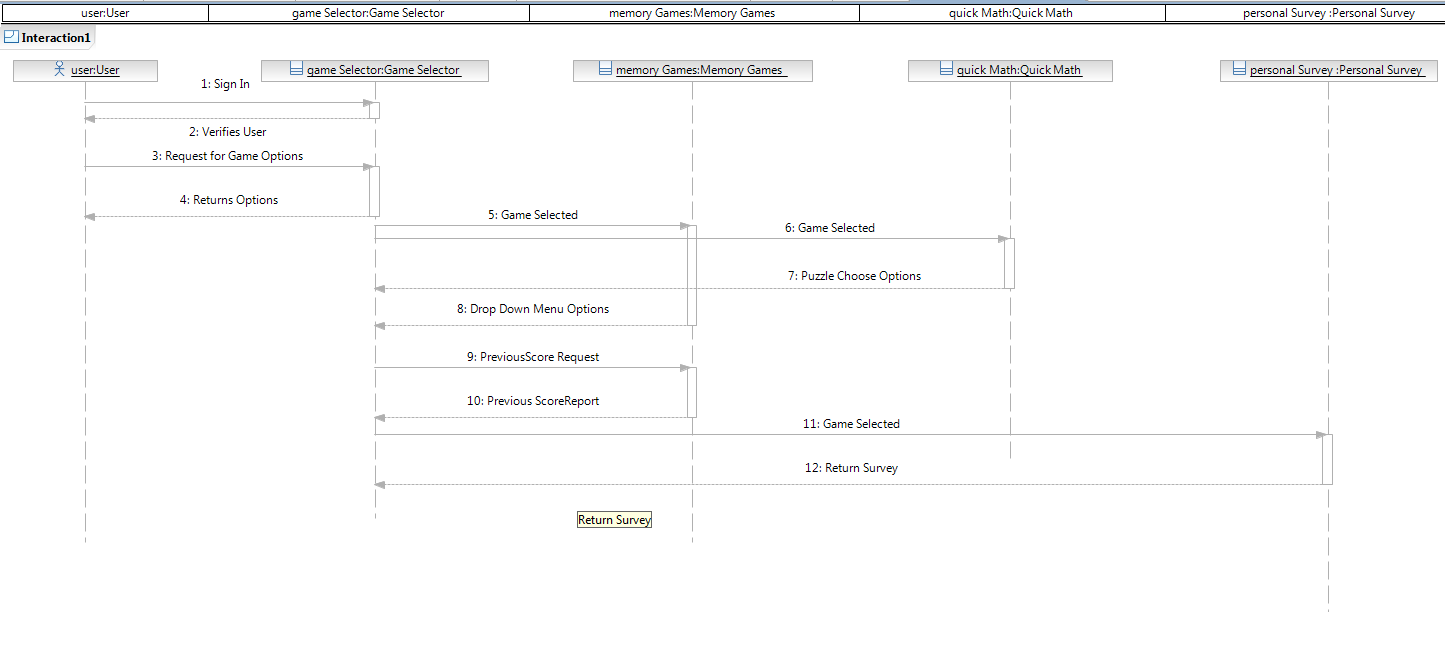 user:User
game Selector:Game Selector
memory Games:Memory Games
quick Math:Quick Math
personal Survey :Personal Survey
Interaction1
user:User
game Selector:Game Selector
memory Games:Memory Games
quick Math:Quick Math
personal Survey :Personal Survey
1: Sign In
2: Verifies User
3: Request for Game Options
4: Returns Options
5: Game Selected
6: Game Selected
7: Puzzle Choose Options
8: Drop Down Menu Options
9: PreviousScore Request
10: Previous ScoreReport
11: Game Selected
12: Return Survey
Return Survey